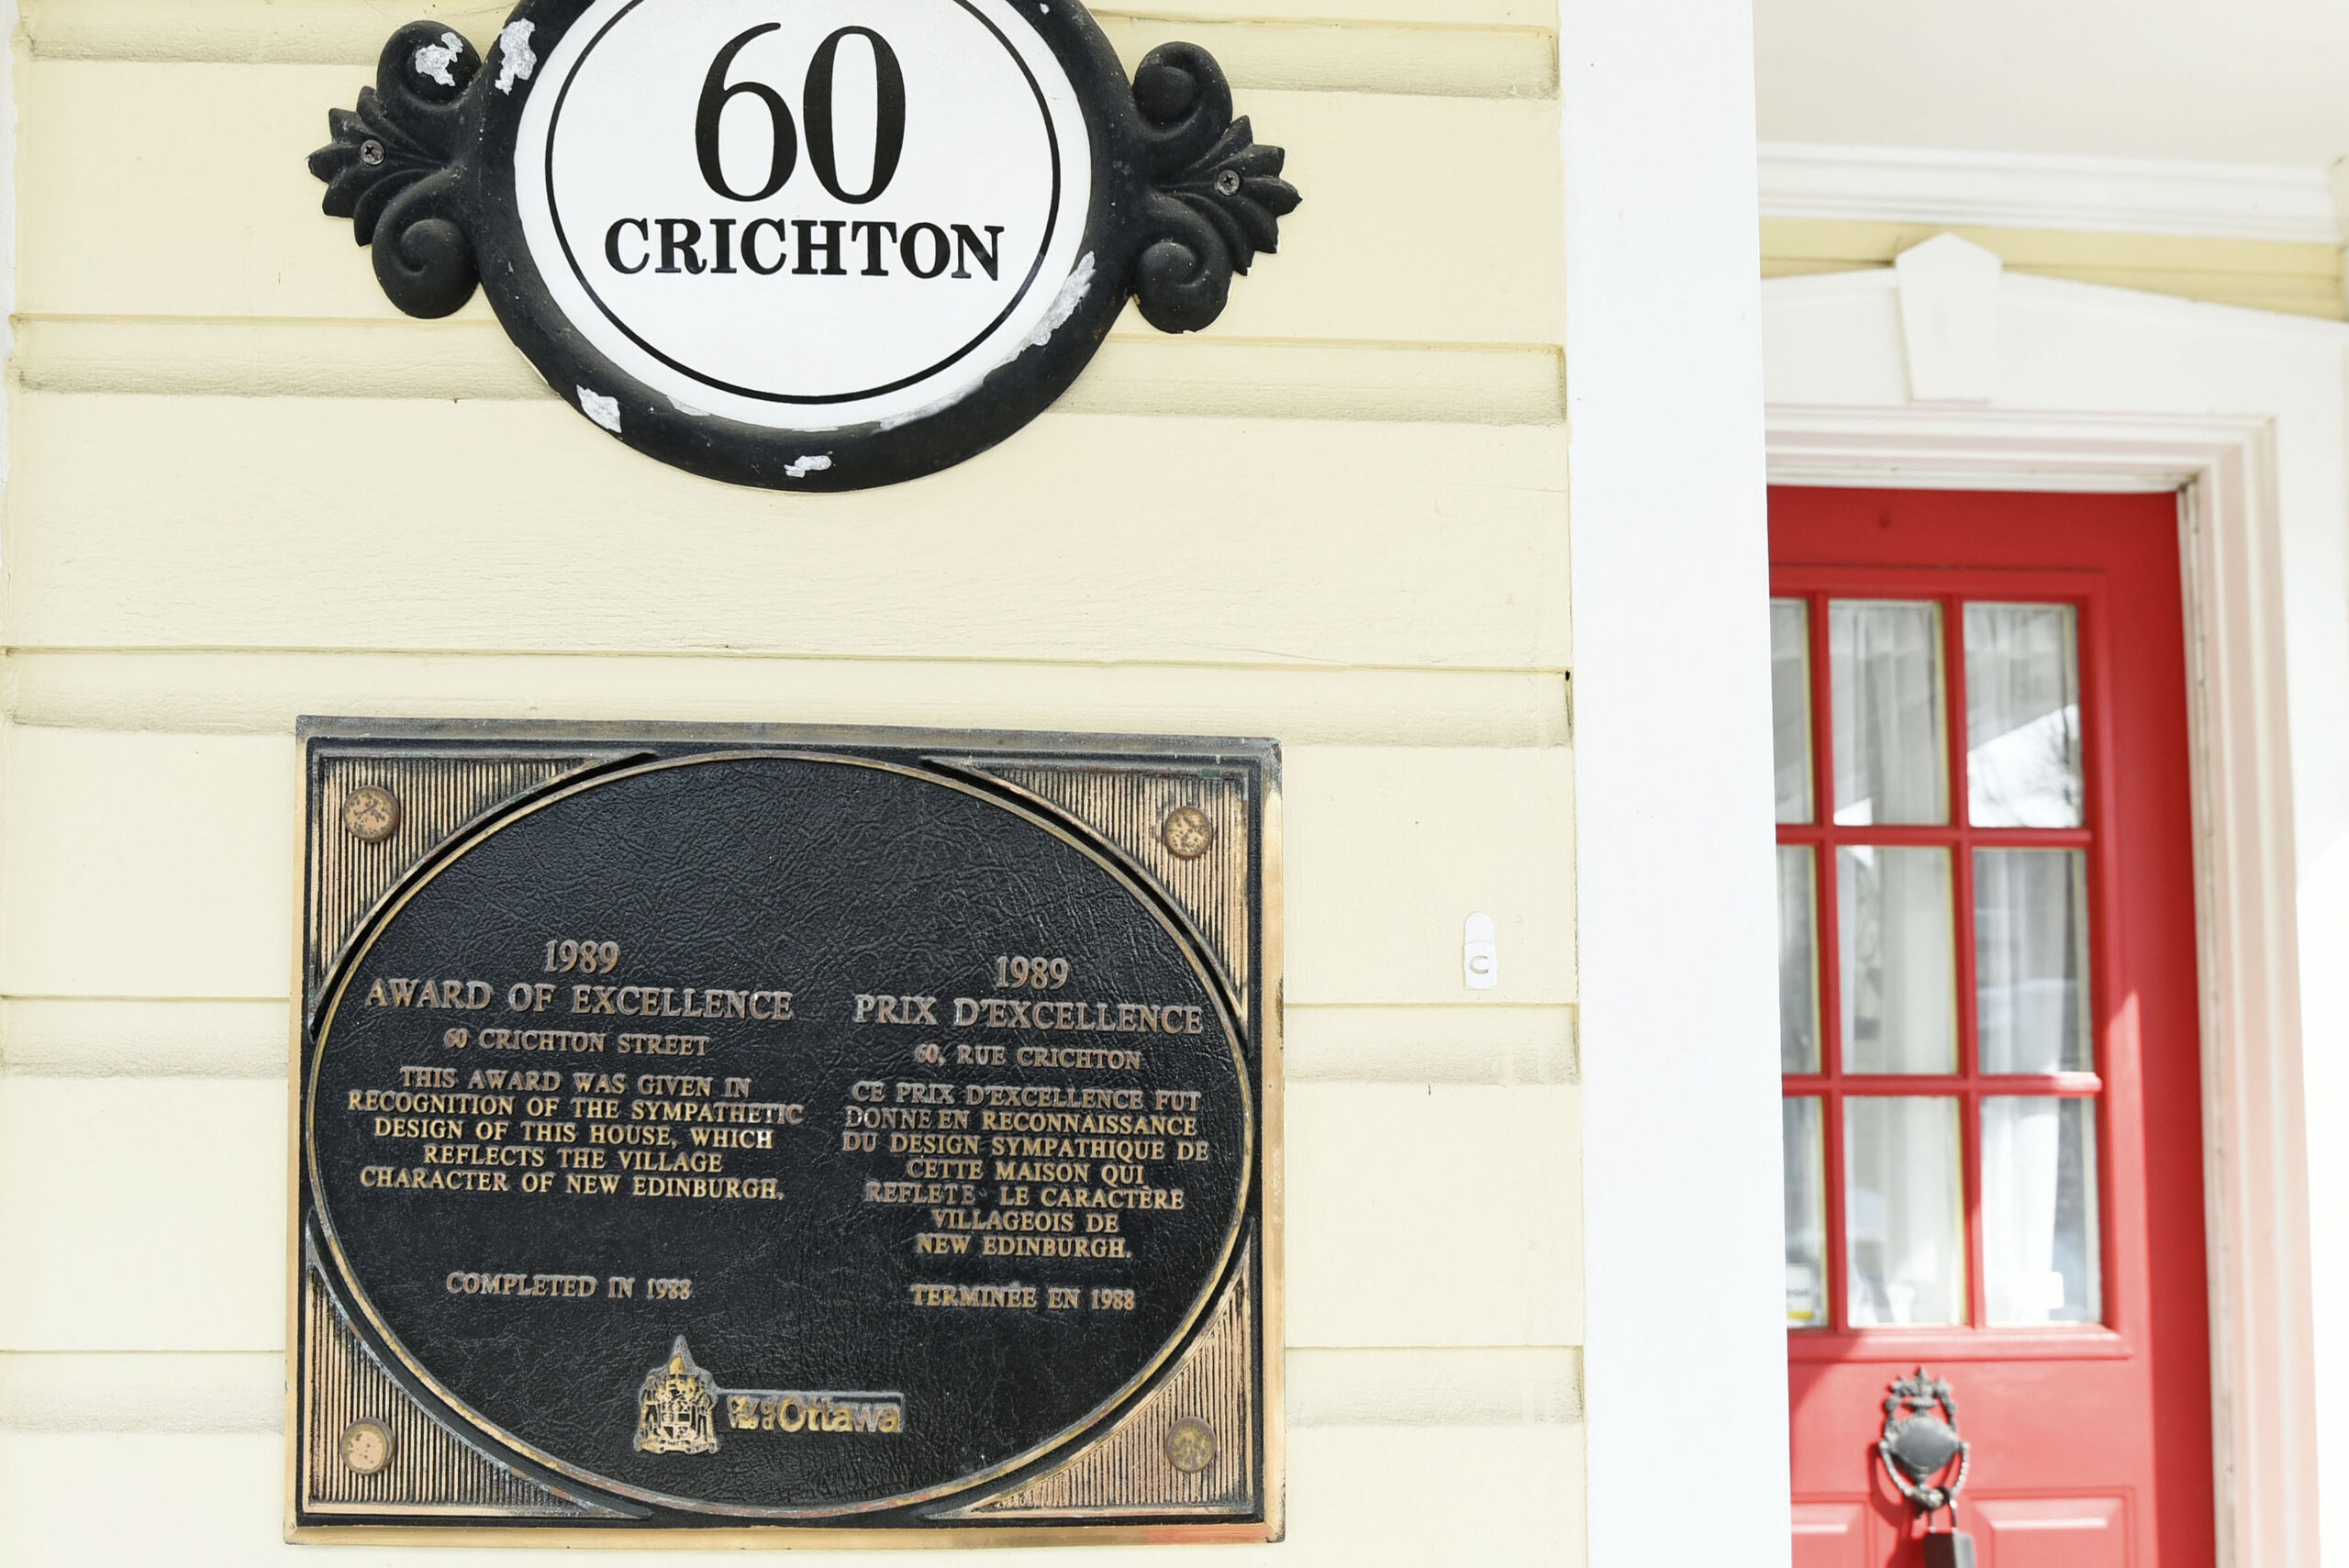 60
CRICHTON
1989
AWARD OF EXCELLENCE
60 CRICHTON STREET
THIS AWARD WAS GIVEN IN
RECOGNITION OF THE SYMPATHETIC
DESIGN OF THIS HOUSE, WHICH
REFLECTS THE VILLAGE
CHARACTER OF NEW EDINBURGH.
COMPLETED IN 1988
1989
PRIX D'EXCELLENCE
60, RUE CRICHTON
CE PRIX D'EXCELLENCE FUT
DONNE EN RECONNAISSANCE
DU DESIGN SYMPATHIQUE DE
CETTE MAISON QUI
REFLETE LE CARACTÈRE
VILLAGEOIS DE
NEW EDINBURGH.
TERMINÉE EN 1988
Ottawa